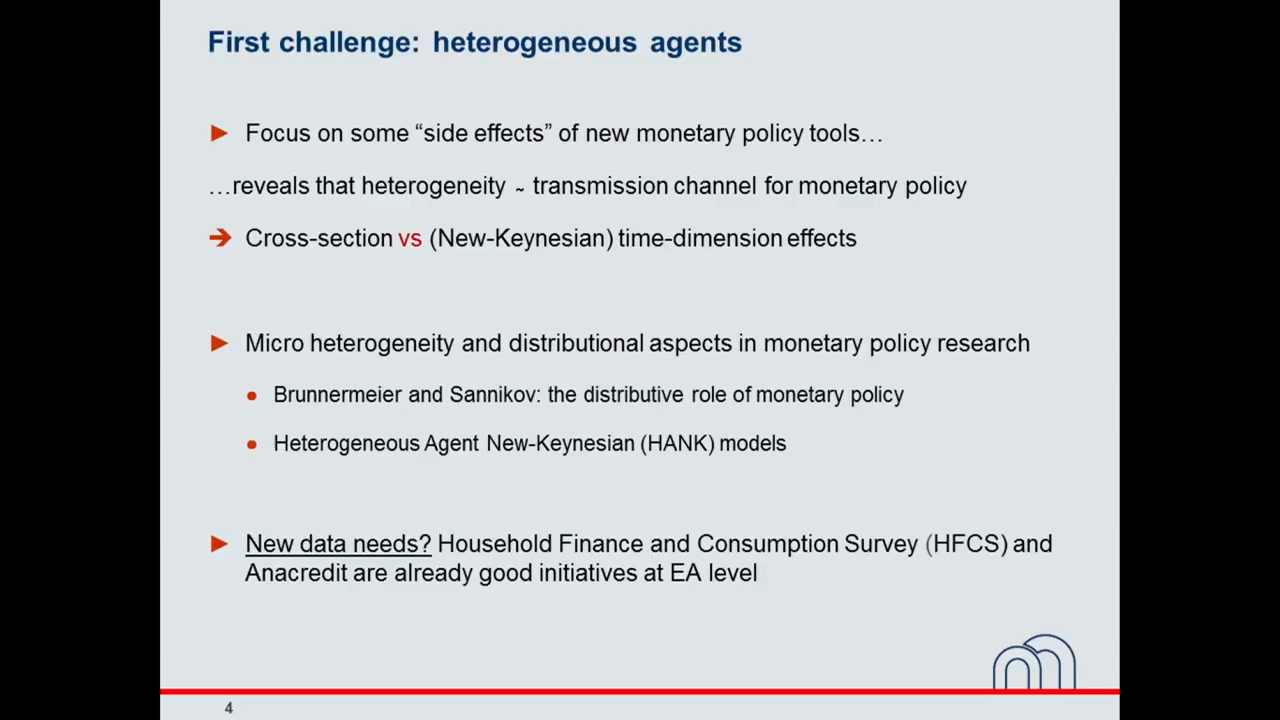 First challenge: heterogeneous agents
► Focus on some “side effects” of new monetary policy tools…
…reveals that heterogeneity ~ transmission channel for monetary policy
➔ Cross-section vs (New-Keynesian) time-dimension effects
► Micro heterogeneity and distributional aspects in monetary policy research
• Brunnermeier and Sannikov: the distributive role of monetary policy
• Heterogeneous Agent New-Keynesian (HANK) models
► New data needs? Household Finance and Consumption Survey (HFCS) and
Anacredit are already good initiatives at EA level
4